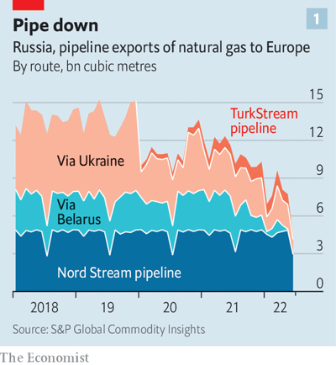 1
Pipe down
Russia, pipeline exports of natural gas to Europe
By route, bn cubic metres
15
TurkStream
pipeline
12
Via Ukraine
9
Via
Belarus
6
3
Nord Stream pipeline
0
2018 19 20 21 22
Source: S&P Global Commodity Insights
The Economist